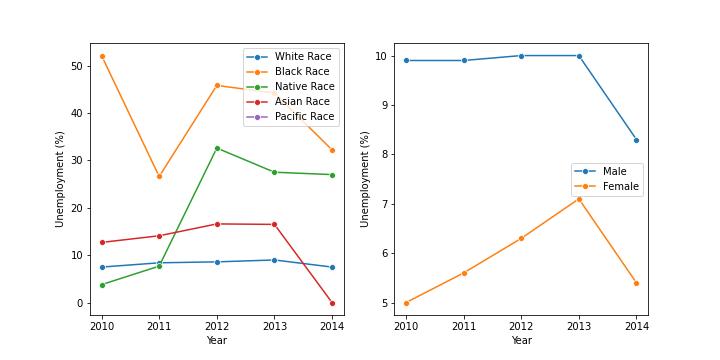 Unemployment (%)
50
40
30
20
10
0
2010 2011 2012 2013 2014
Year
White Race
Black Race
Native Race
Asian Race
Pacific Race
Unemployment (%)
10
9
8
7
6
5
2010 2011 2012 2013 2014
Year
Male
Female